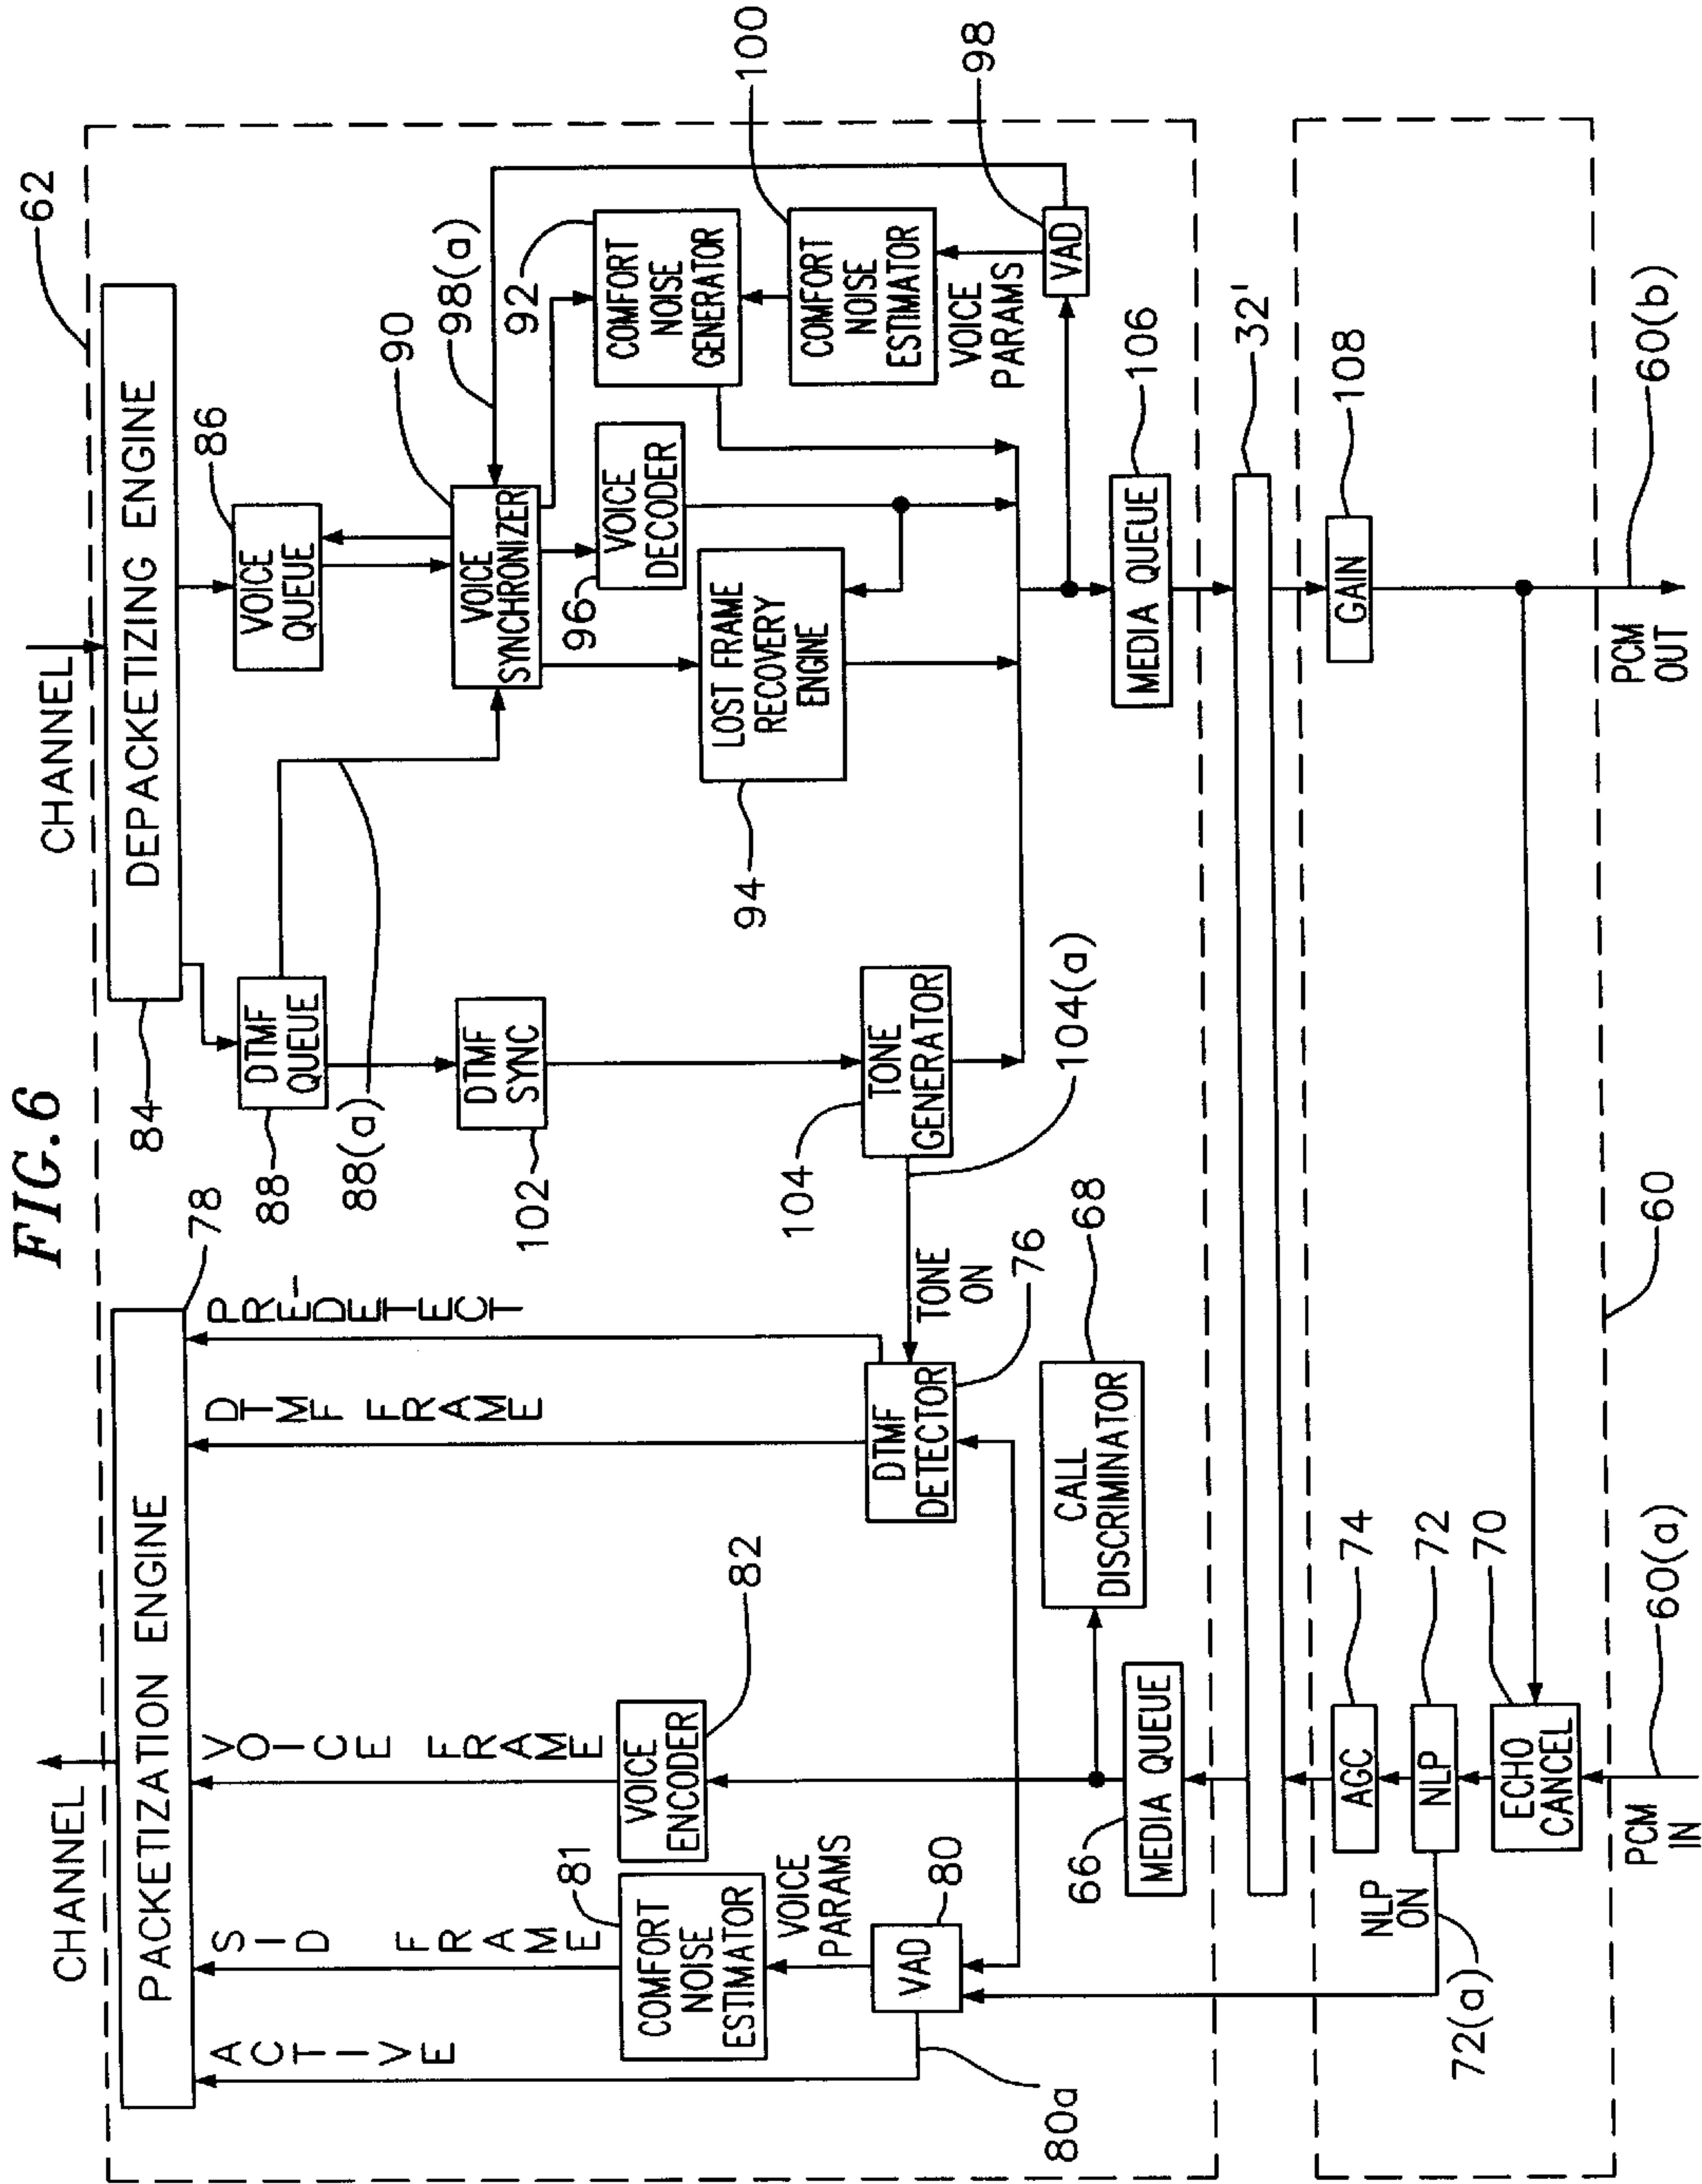 FIG. 6
CHANNEL
62
DEPACKETIZING ENGINE
84
86
VOICE
QUEUE
DTMF
QUEUE
88
88(a)
90
VOICE
SYNCHRONIZER
98(a)
92
COMFORT
NOISE
GENERATOR
100
COMFORT
NOISE
ESTIMATOR
VOICE
PARAMS
98
VAD
96
VOICE
DECODER
LOST FRAME
RECOVERY
ENGINE
94
DTMF
SYNC
102
104
TONE
GENERATOR
104(a)
TONE
ON
MEDIA QUEUE
106
32'
108
GAIN
PCM
OUT
60(b)
CHANNEL
78
PACKETIZATION ENGINE
ACTIVE
SID FRAME
VOICE FRAME
DTMF FRAME
PRE-DETECT
81
COMFORT
NOISE
ESTIMATOR
VOICE
PARAMS
80
VAD
80a
82
VOICE
ENCODER
DTMF
DETECTOR
76
68
CALL
DISCRIMINATOR
66
MEDIA QUEUE
74
AGC
72
NLP
NLP
ON
72(a)
70
ECHO
CANCEL
PCM
IN
60(a)
60